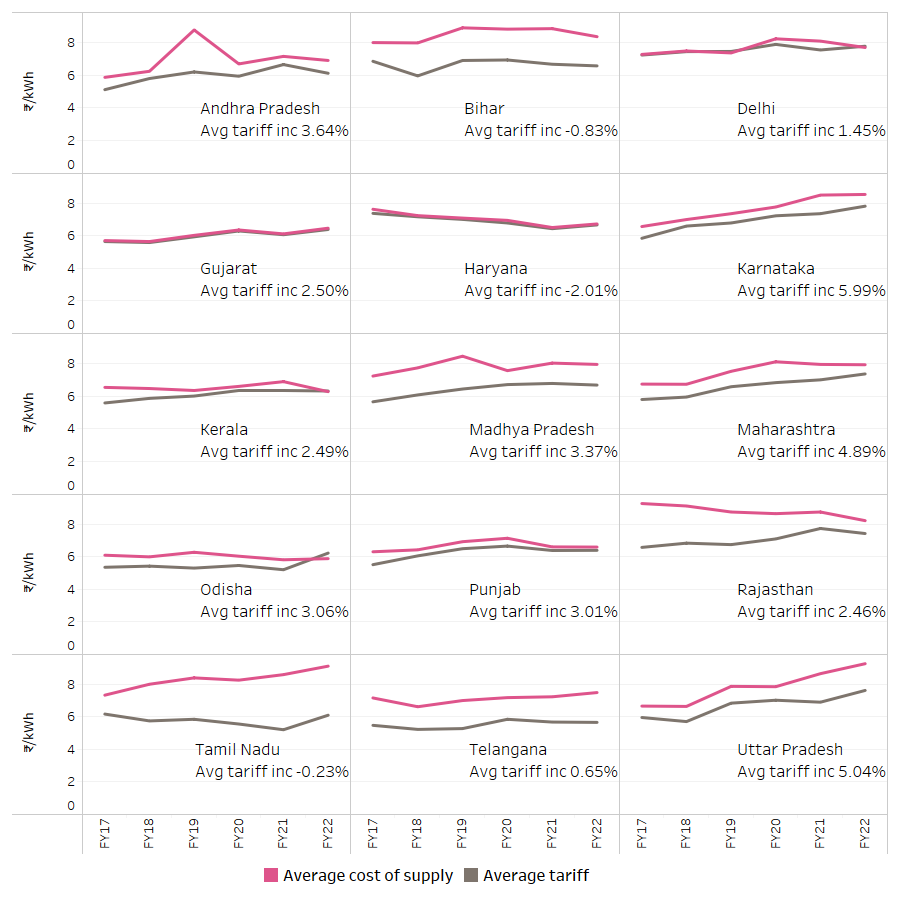 8
6
4
2
0
₹/kWh
Andhra Pradesh
Avg tariff inc 3.64%
Bihar
Avg tariff inc -0.83%
Delhi
Avg tariff inc 1.45%
8
6
4
2
0
₹/kWh
Gujarat
Avg tariff inc 2.50%
Haryana
Avg tariff inc -2.01%
Karnataka
Avg tariff inc 5.99%
8
6
4
2
0
₹/kWh
Kerala
Avg tariff inc 2.49%
Madhya Pradesh
Avg tariff inc 3.37%
Maharashtra
Avg tariff inc 4.89%
8
6
4
2
0
₹/kWh
Odisha
Avg tariff inc 3.06%
Punjab
Avg tariff inc 3.01%
Rajasthan
Avg tariff inc 2.46%
8
6
4
2
0
₹/kWh
Tamil Nadu
Avg tariff inc -0.23%
Telangana
Avg tariff inc 0.65%
Uttar Pradesh
Avg tariff inc 5.04%
FY17 FY18 FY19 FY20 FY21 FY22
FY17 FY18 FY19 FY20 FY21 FY22
FY17 FY18 FY19 FY20 FY21 FY22
Average cost of supply
Average tariff